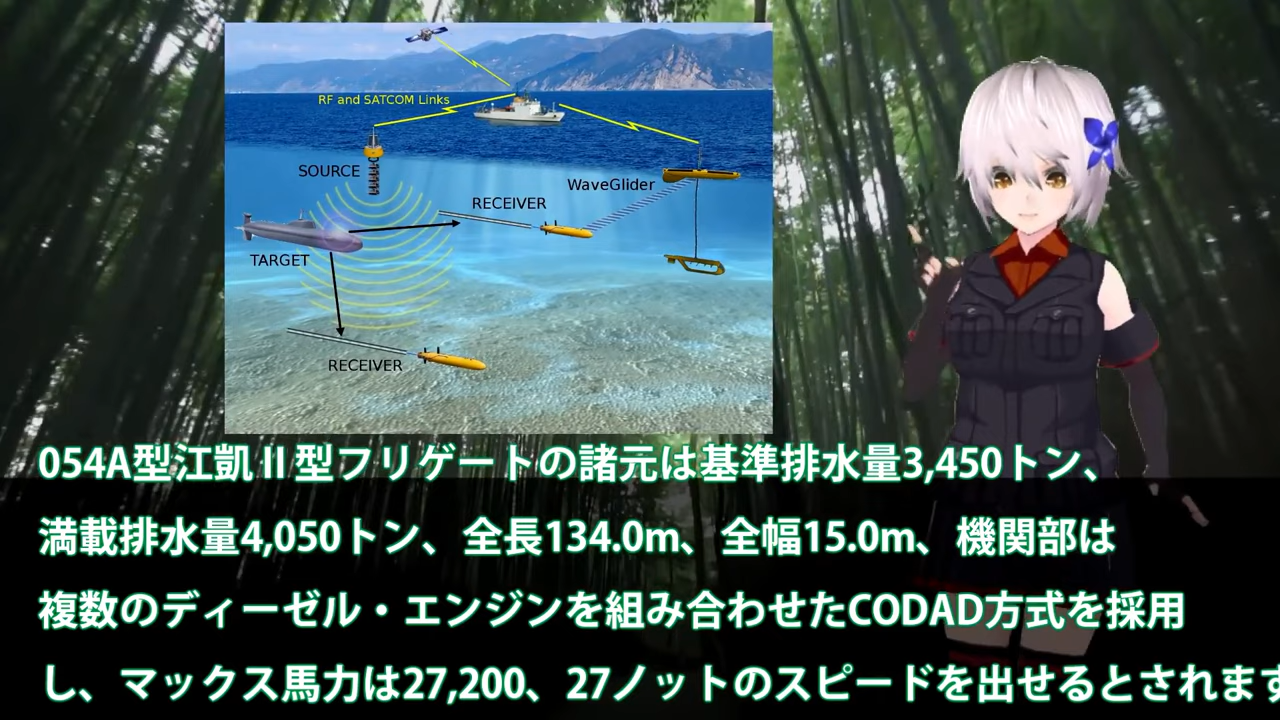 RF and SATCOM Links
SOURCE
WaveGlider
RECEIVER
TARGET
RECEIVER
054A型江凱Ⅱ型フリゲートの諸元は基準排水量3,450トン、
満載排水量4,050トン、全長134.0m、全幅15.0m、機関部は
複数のディーゼル・エンジンを組み合わせたCODAD方式を採用
し、マックス馬力は27,200、27ノットのスピードを出せるとされます